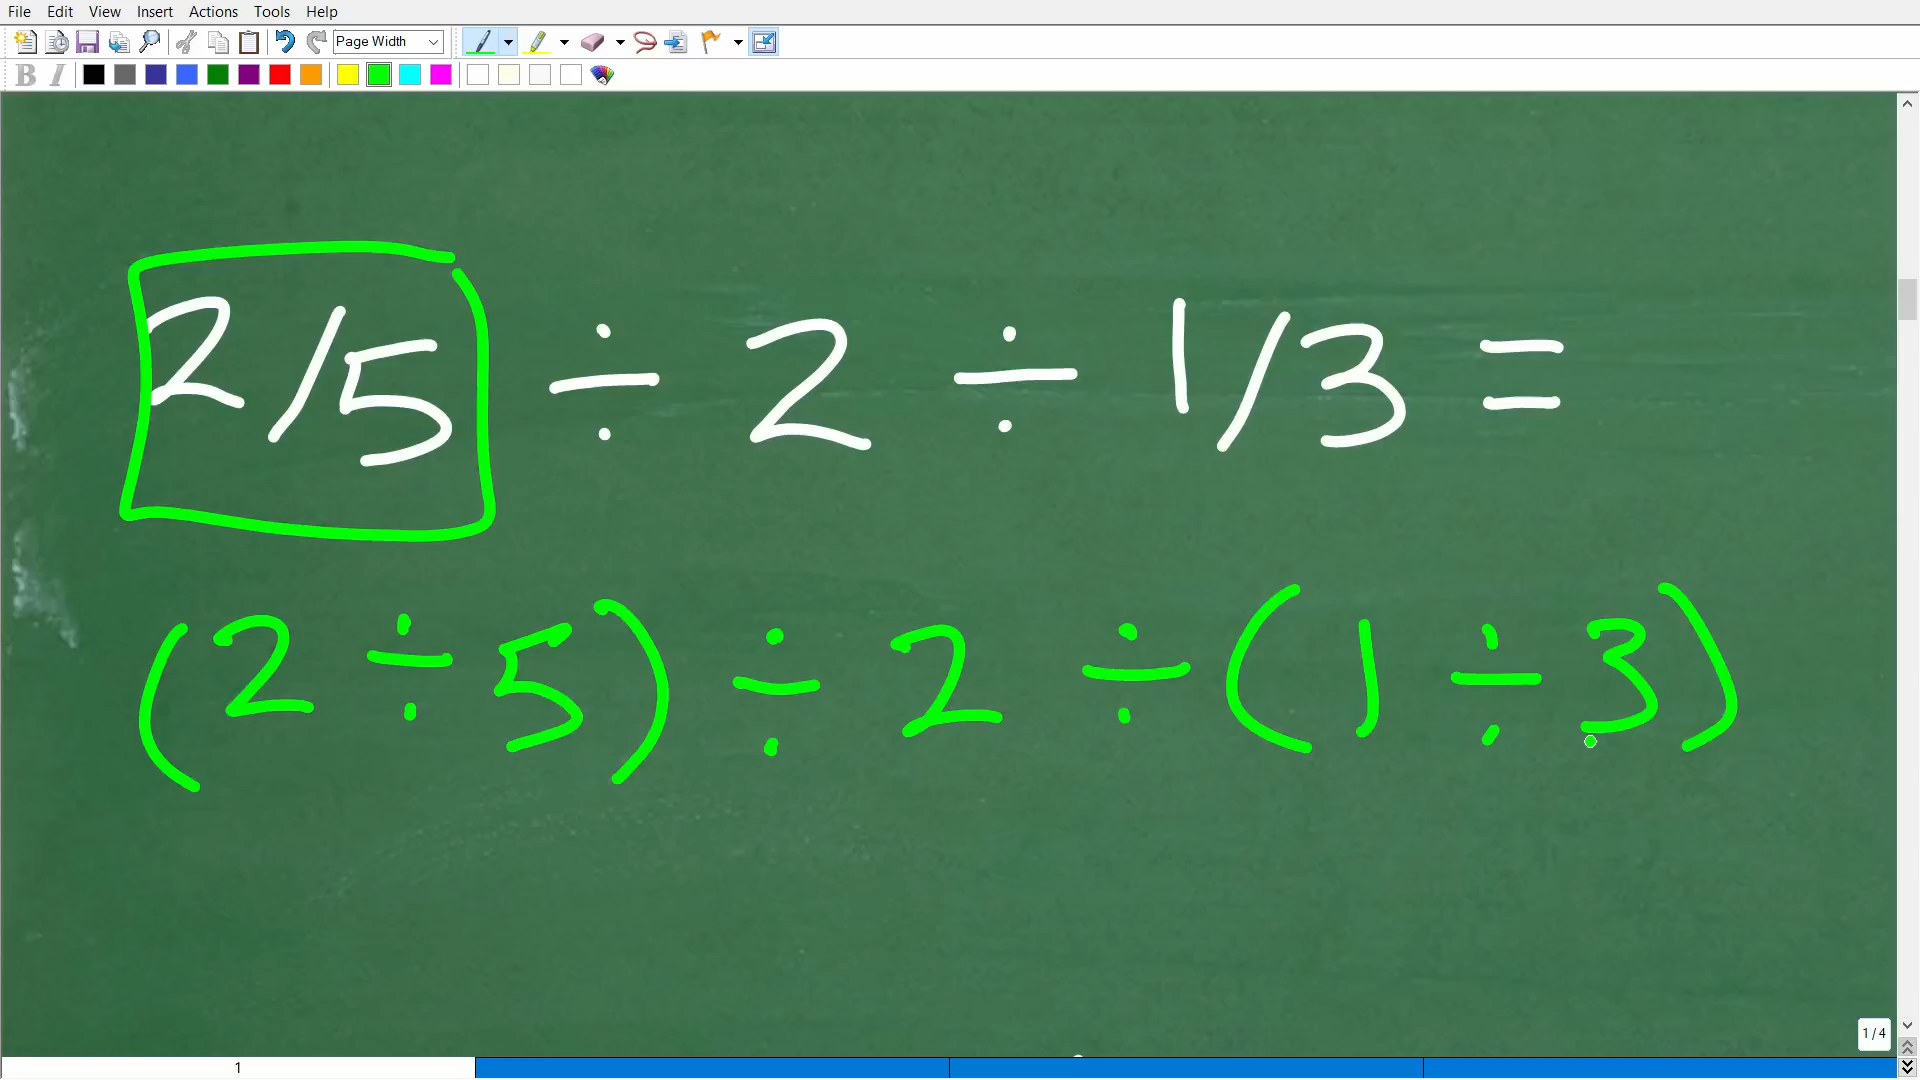 File Edit View Insert Actions Tools Help
Page Width
B I
2/5 ÷ 2 ÷ 1/3 =
(2 ÷ 5) ÷ 2 ÷ (1 ÷ 3)
1 / 4
1